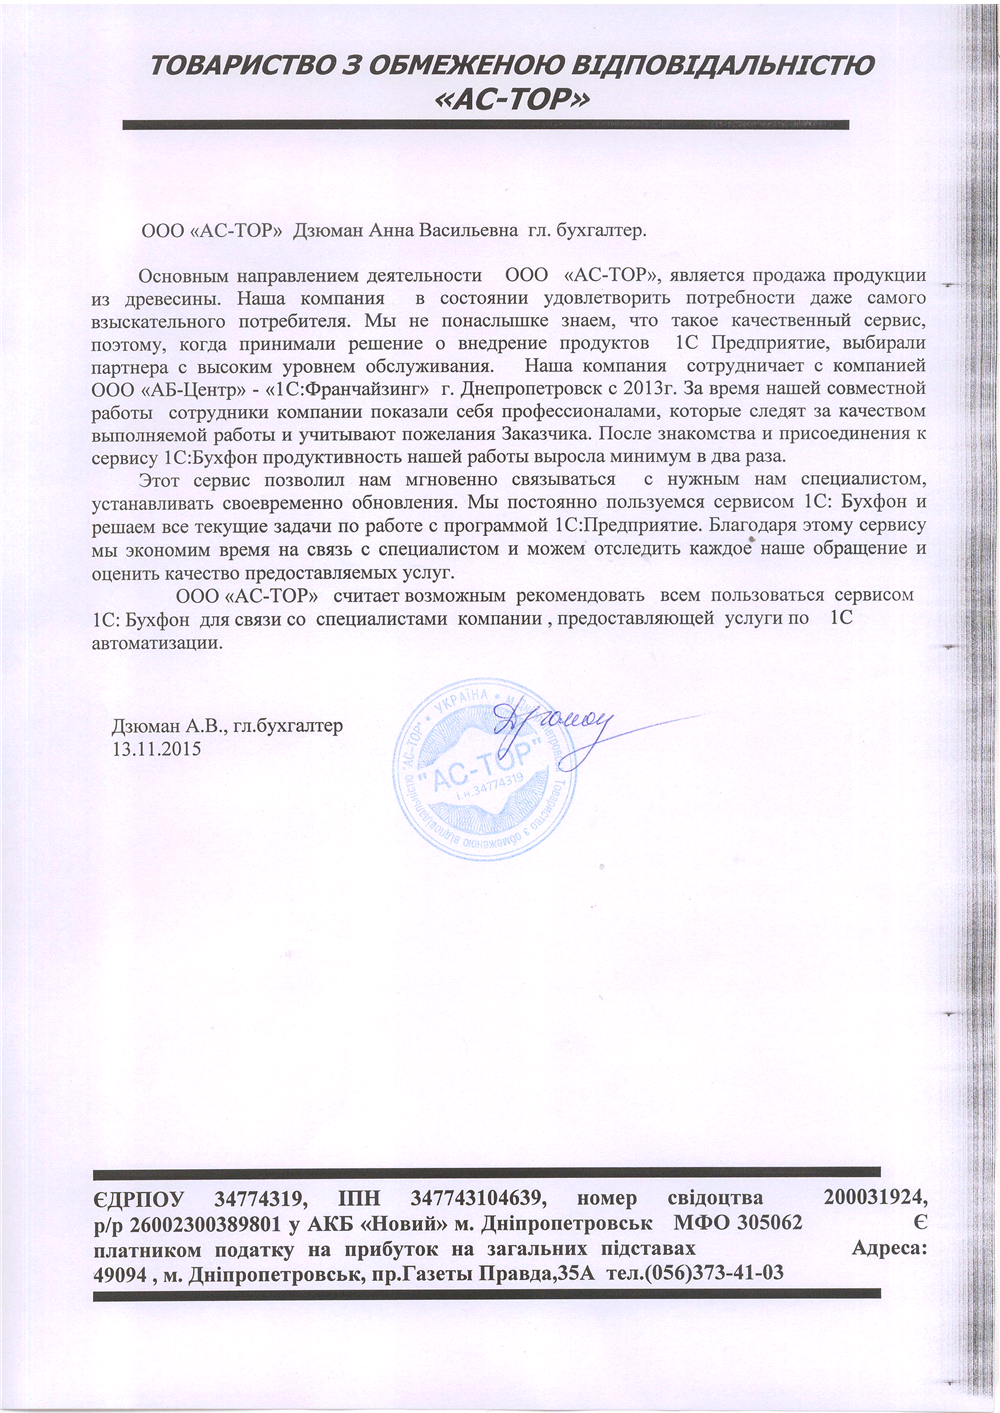 ТОВАРИСТВО З ОБМЕЖЕНОЮ ВІДПОВІДАЛЬНІСТЮ
«АС-ТОР»
ООО «АС-ТОР» Дзюман Анна Васильевна гл. бухгалтер.
Основным направлением деятельности ООО «АС-ТОР», является продажа продукции
из древесины. Наша компания в состоянии удовлетворить потребности даже самого
взыскательного потребителя. Мы не понаслышке знаем, что такое качественный сервис,
поэтому, когда принимали решение о внедрение продуктов 1С Предприятие, выбирали
партнера с высоким уровнем обслуживания. Наша компания сотрудничает с компанией
ООО «АБ-Центр» - «1С:Франчайзинг» г. Днепропетровск с 2013г. За время нашей совместной
работы сотрудники компании показали себя профессионалами, которые следят за качеством
выполняемой работы и учитывают пожелания Заказчика. После знакомства и присоединения к
сервису 1С:Бухфон продуктивность нашей работы выросла минимум в два раза.
Этот сервис позволил нам мгновенно связываться с нужным нам специалистом,
устанавливать своевременно обновления. Мы постоянно пользуемся сервисом 1С: Бухфон и
решаем все текущие задачи по работе с программой 1С:Предприятие. Благодаря этому сервису
мы экономим время на связь с специалистом и можем отследить каждое наше обращение и
оценить качество предоставляемых услуг.
ООО «АС-ТОР» считает возможным рекомендовать всем пользоваться сервисом
1С: Бухфон для связи со специалистами компании , предоставляющей услуги по 1С
автоматизации.
Дзюман А.В., гл.бухгалтер
13.11.2015
* УКРАЇНА * м.
Товариство з обмеженою відповідальністю "АС-ТОР"
"АС-ТОР"
і.н.34774319
ЄДРПОУ 34774319, ІПН 347743104639, номер свідоцтва 200031924,
р/р 26002300389801 у АКБ «Новий» м. Дніпропетровськ МФО 305062 Є
платником податку на прибуток на загальних підставах Адреса:
49094 , м. Дніпропетровськ, пр.Газеты Правда,35А тел.(056)373-41-03